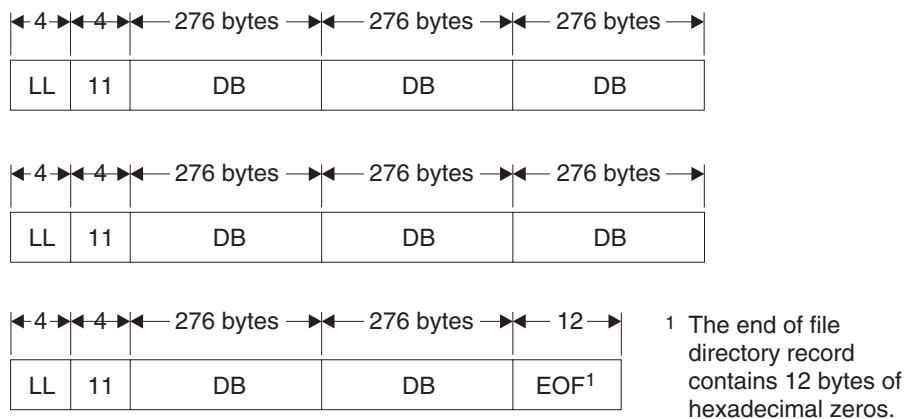 4 4 276 bytes 276 bytes 276 bytes
LL 11 DB DB DB
4 4 276 bytes 276 bytes 276 bytes
LL 11 DB DB DB
4 4 276 bytes 276 bytes 12
LL 11 DB DB EOF1
1 The end of file
directory record
contains 12 bytes of
hexadecimal zeros.